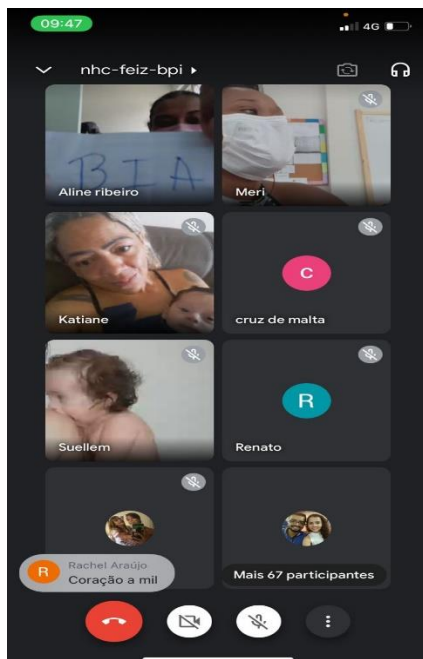 09:47
4G
nhc-feiz-bpi
BIA
Aline ribeiro
Meri
Katiane
C
cruz de malta
Suellem
R
Renato
R
Rachel Araújo
Coração a mil
Mais 67 participantes